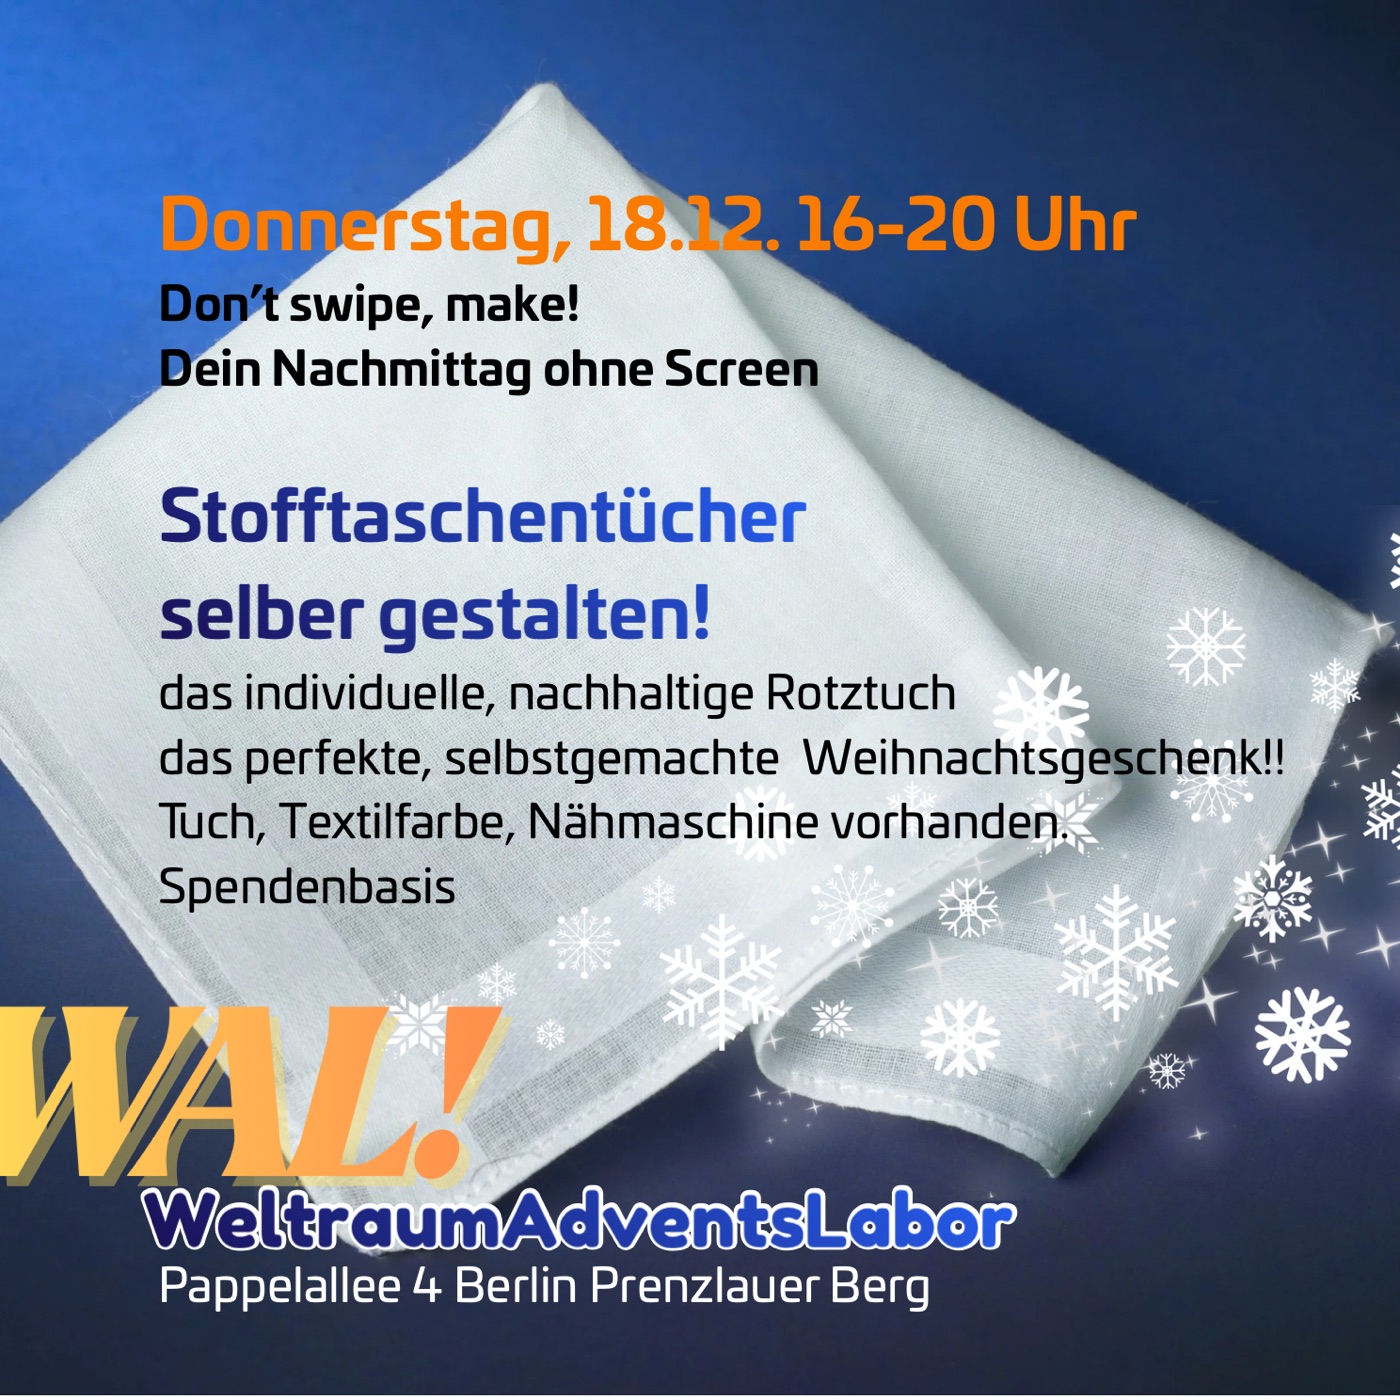 Donnerstag, 18.12. 16-20 Uhr
Don’t swipe, make!
Dein Nachmittag ohne Screen
Stofftaschentücher
selber gestalten!
das individuelle, nachhaltige Rotztuch
das perfekte, selbstgemachte  Weihnachtsgeschenk!!
Tuch, Textilfarbe, Nähmaschine vorhanden.
Spendenbasis
WAL!
WeltraumAdventsLabor
Pappelallee 4 Berlin Prenzlauer Berg